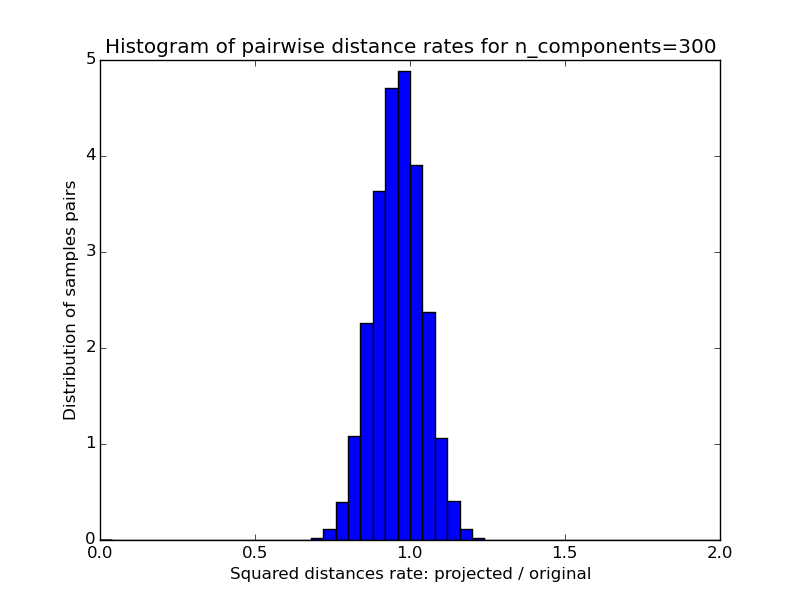 Histogram of pairwise distance rates for n_components=300
5
4
3
2
1
0
Distribution of samples pairs
0.0 0.5 1.0 1.5 2.0
Squared distances rate: projected / original